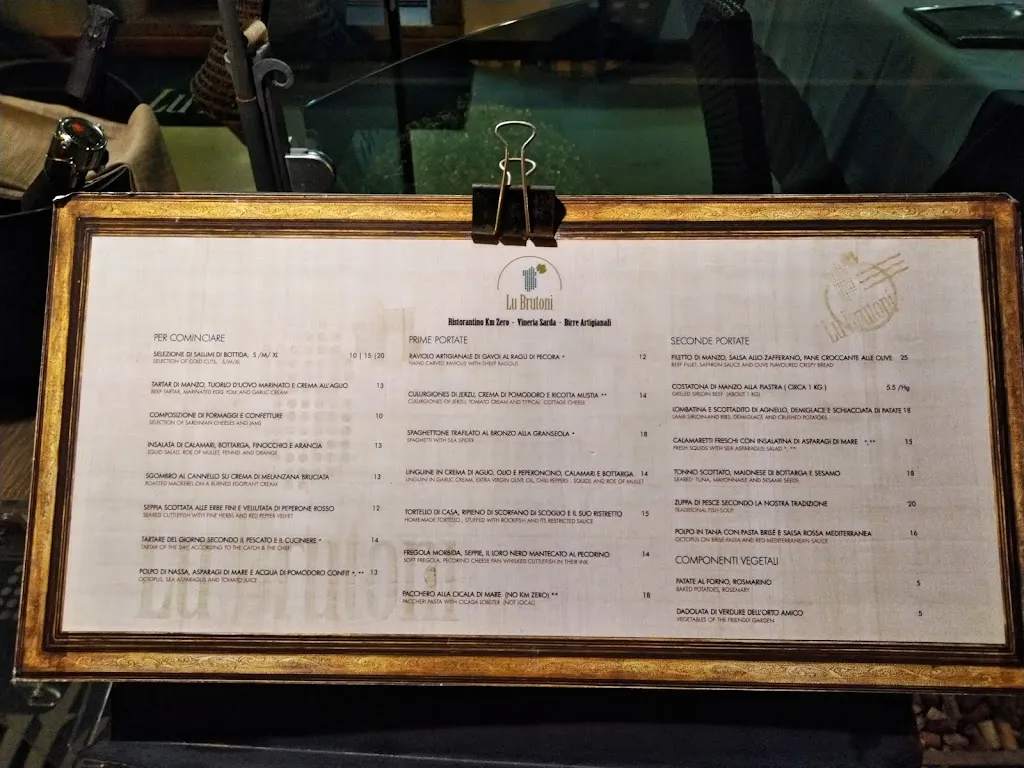 Lu Brutoni
Ristorantino Km Zero - Vineria Sarda - Birre Artigianali
Lu Brutoni
PER COMINCIARE
SELEZIONE DI SALUMI DI BOTTIDA, S /M/ XL 10 | 15 |20
SELECTION OF COLD CUTS, S/M/XL
TARTAR DI MANZO, TUORLO D'UOVO MARINATO E CREMA ALL'AGLIO 13
BEEF TARTAR, MARINATED EGG YOLK AND GARLIC CREAM
COMPOSIZIONE DI FORMAGGI E CONFETTURE 10
SELECTION OF SARDINIAN CHEESES AND JAMS
INSALATA DI CALAMARI, BOTTARGA, FINOCCHIO E ARANCIA 13
SQUID SALAD, ROE OF MULLET, FENNEL AND ORANGE
SGOMBRO AL CANNELLO SU CREMA DI MELANZANA BRUCIATA 13
ROASTED MACKEREL ON A BURNED EGGPLANT CREAM
SEPPIA SCOTTATA ALLE ERBE FINI E VELLUTATA DI PEPERONE ROSSO 12
SEARED CUTTLEFISH WITH FINE HERBS AND RED PEPPER VELVET
TARTARE DEL GIORNO SECONDO IL PESCATO E IL CUCINIERE * 14
TARTAR OF THE DAY, ACCORDING TO THE CATCH & THE CHEF
POLPO DI NASSA, ASPARAGI DI MARE E ACQUA DI POMODORO CONFIT *, ** 13
OCTOPUS, SEA ASPARAGUS AND TOMATO JUICE
PRIME PORTATE
RAVIOLO ARTIGIANALE DI GAVOI AL RAGÙ DI PECORA * 12
HAND CARVED RAVIOLIS WITH SHEEP RAGOUS
CULURGIONES DI JERZU, CREMA DI POMODORO E RICOTTA MUSTIA ** 14
CULURGIONES OF JERZU, TOMATO CREAM AND TYPICAL COTTAGE CHEESE
SPAGHETTONE TRAFILATO AL BRONZO ALLA GRANSEOLA * 18
SPAGHETTI WITH SEA SPIDER
LINGUINE IN CREMA DI AGLIO, OLIO E PEPERONCINO, CALAMARI E BOTTARGA 14
LINGUINI IN GARLIC CREAM, EXTRA VIRGIN OLIVE OIL, CHILI PEPPERS , SQUIDS AND ROE OF MULLET
TORTELLO DI CASA, RIPIENO DI SCORFANO DI SCOGLIO E IL SUO RISTRETTO 15
HOMEMADE TORTELLO , STUFFED WITH ROCKFISH AND ITS RESTRICTED SAUCE
FREGOLA MORBIDA, SEPPIE, IL LORO NERO MANTECATO AL PECORINO 14
SOFT FREGOLA, PECORINO CHEESE PAN WHISKED CUTTLEFISH IN THEIR INK
PACCHERO ALLA CICALA DI MARE (NO KM ZERO) ** 18
PACCHERI PASTA WITH CICADA LOBSTER (NOT LOCAL)
SECONDE PORTATE
FILETTO DI MANZO, SALSA ALLO ZAFFERANO, PANE CROCCANTE ALLE OLIVE 25
BEEF FILLET, SAFFRON SAUCE AND OLIVE FLAVOURED CRISPY BREAD
COSTATONA DI MANZO ALLA PIASTRA ( CIRCA 1 KG ) 5.5 /Hg
GRILLED SIRLOIN BEEF (ABOUT 1 KG)
LOMBATINA E SCOTTADITO DI AGNELLO, DEMIGLACE E SCHIACCIATA DI PATATE 18
LAMB SIRLOIN AND RIBS, DEMIGLACE AND CRUSHED POTATOES
CALAMARETTI FRESCHI CON INSALATINA DI ASPARAGI DI MARE *,** 15
FRESH SQUIDS WITH SEA ASPARAGUS SALAD *, **
TONNO SCOTTATO, MAIONESE DI BOTTARGA E SESAMO 18
SEARED TUNA, MAYONNAISE AND SESAME SEEDS
ZUPPA DI PESCE SECONDO LA NOSTRA TRADIZIONE 20
TRADITIONAL FISH SOUP
POLPO IN TANA CON PASTA BRISÉ E SALSA ROSSA MEDITERRANEA 16
OCTOPUS ON BRISÉ PASTA AND RED MEDITERRANEAN SAUCE
COMPONENTI VEGETALI
PATATE AL FORNO, ROSMARINO 5
BAKED POTATOES, ROSEMARY
DADOLATA DI VERDURE DELL'ORTO AMICO 5
VEGETABLES OF THE FRIENDLY GARDEN